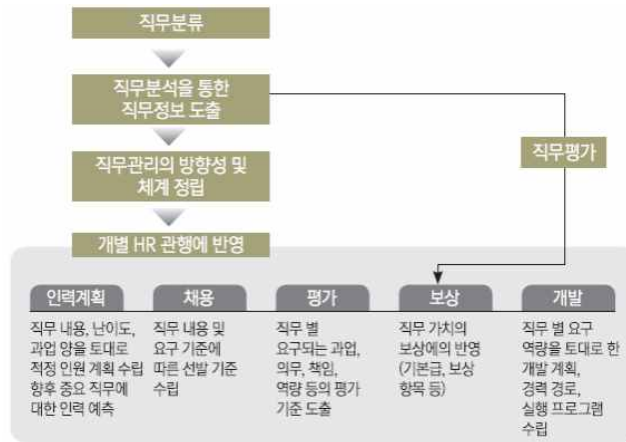 직무분류
직무분석을 통한
직무정보 도출
직무평가
직무관리의 방향성 및
체계 정립
개별 HR 관행에 반영
인력계획
직무 내용, 난이도,
과업 양을 토대로
적정 인원 계획 수립
향후 중요 직무에
대한 인력 예측
채용
직무 내용 및
요구 기준에
따른 선발 기준
수립
평가
직무 별
요구되는 과업,
의무, 책임,
역량 등의 평가
기준 도출
보상
직무 가치의
보상에의 반영
(기본급, 보상
항목 등)
개발
직무 별 요구
역량을 토대로 한
개발 계획,
경력 경로,
실행 프로그램
수립